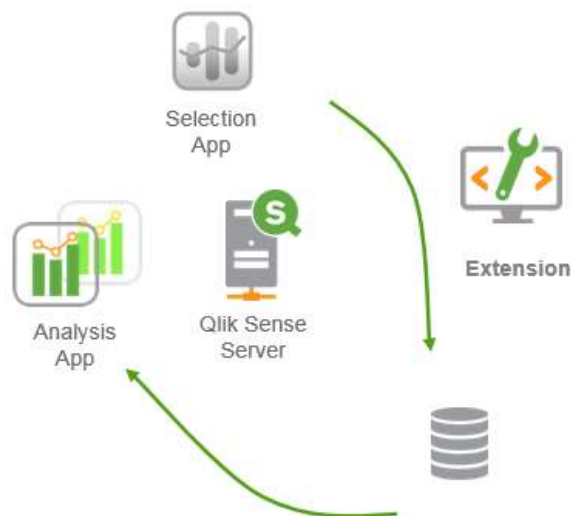 Selection
App
< >
Extension
S
Qlik Sense
Server
Analysis
App